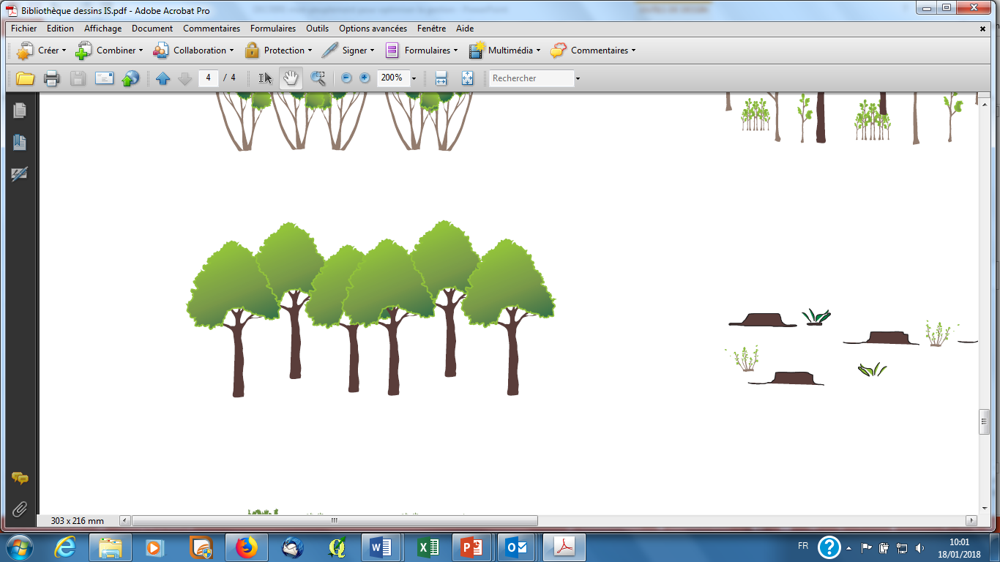 Bibliothèque dessins IS.pdf - Adobe Acrobat Pro
Fichier Edition Affichage Document Commentaires Formulaires Outils Options avancées Fenêtre Aide
Créer Combiner Collaboration Protection Signer Formulaires Multimédia Commentaires
4 / 4 200% Rechercher
303 x 216 mm
FR 10:01
18/01/2018